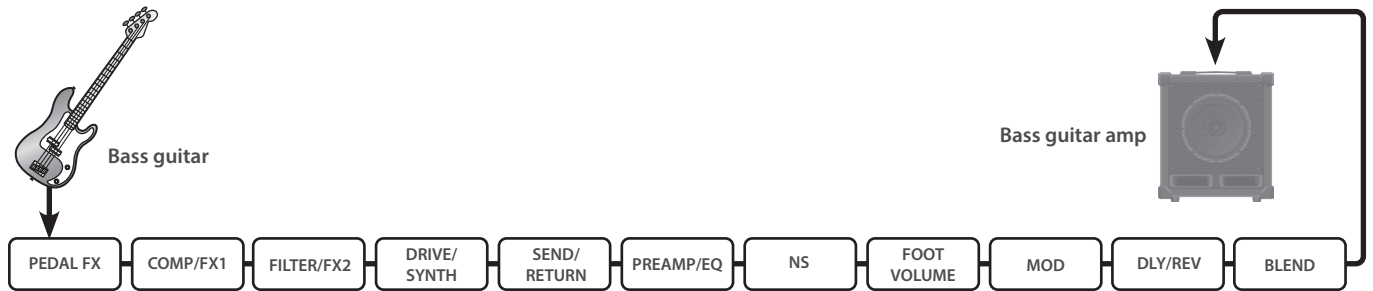 Bass guitar
Bass guitar amp
PEDAL FX
COMP/FX1
FILTER/FX2
DRIVE/
SYNTH
SEND/
RETURN
PREAMP/EQ
NS
FOOT
VOLUME
MOD
DLY/REV
BLEND